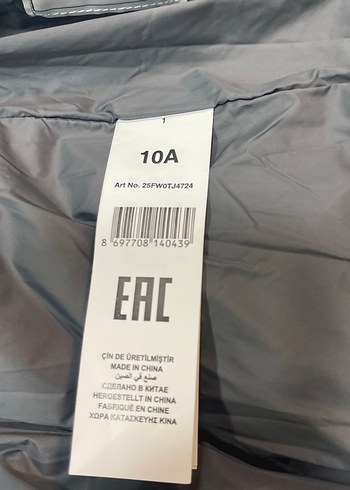 1
10A
Art No. 25FW0TJ4724
8 697708 140439
EAC
ÇİN DE ÜRETİLMİŞTİR
MADE IN CHINA
صنع في الصين
СДЕЛАНО В КИТАЕ
HERGESTELLT IN CHINA
FABRIQUÉ EN CHINE
ΧΩΡΑ ΚΑΤΑΣΚΕΥΗΣ ΚΙΝΑ